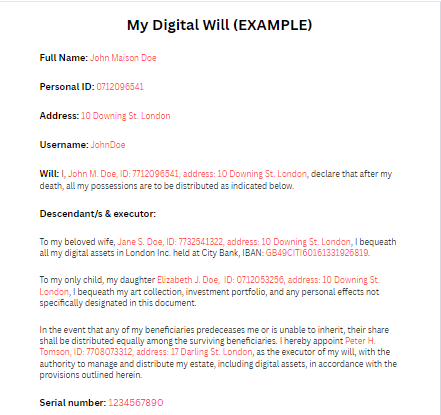 My Digital Will (EXAMPLE)
Full Name: John Maison Doe
Personal ID: 0712096541
Address: 10 Downing St. London
Username: JohnDoe
Will: I, John M. Doe, ID: 7712096541, address: 10 Downing St. London, declare that after my
death, all my possessions are to be distributed as indicated below.
Descendant/s & executor:
To my beloved wife, Jane S. Doe, ID: 7732541322, address: 10 Downing St. London, I bequeath
all my digital assets in London Inc. held at City Bank, IBAN: GB49CITI60161331926819.
To my only child, my daughter Elizabeth J. Doe,  ID: 0712053256, address: 10 Downing St.
London, I bequeath my art collection, investment portfolio, and any personal effects not
specifically designated in this document.
In the event that any of my beneficiaries predeceases me or is unable to inherit, their share
shall be distributed equally among the surviving beneficiaries. I hereby appoint Peter H.
Tomson, ID: 7708073312, address: 17 Darling St. London, as the executor of my will, with the
authority to manage and distribute my estate, including digital assets, in accordance with the
provisions outlined herein.
Serial number: 1234567890